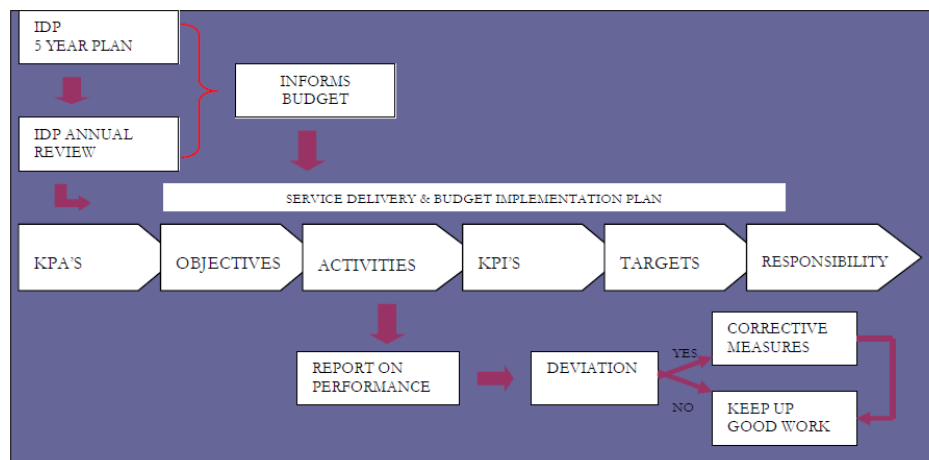 IDP
5 YEAR PLAN
INFORMS
BUDGET
IDP ANNUAL
REVIEW
SERVICE DELIVERY & BUDGET IMPLEMENTATION PLAN
KPA'S
OBJECTIVES
ACTIVITIES
KPI'S
TARGETS
RESPONSIBILITY
REPORT ON
PERFORMANCE
DEVIATION
YES
CORRECTIVE
MEASURES
NO
KEEP UP
GOOD WORK